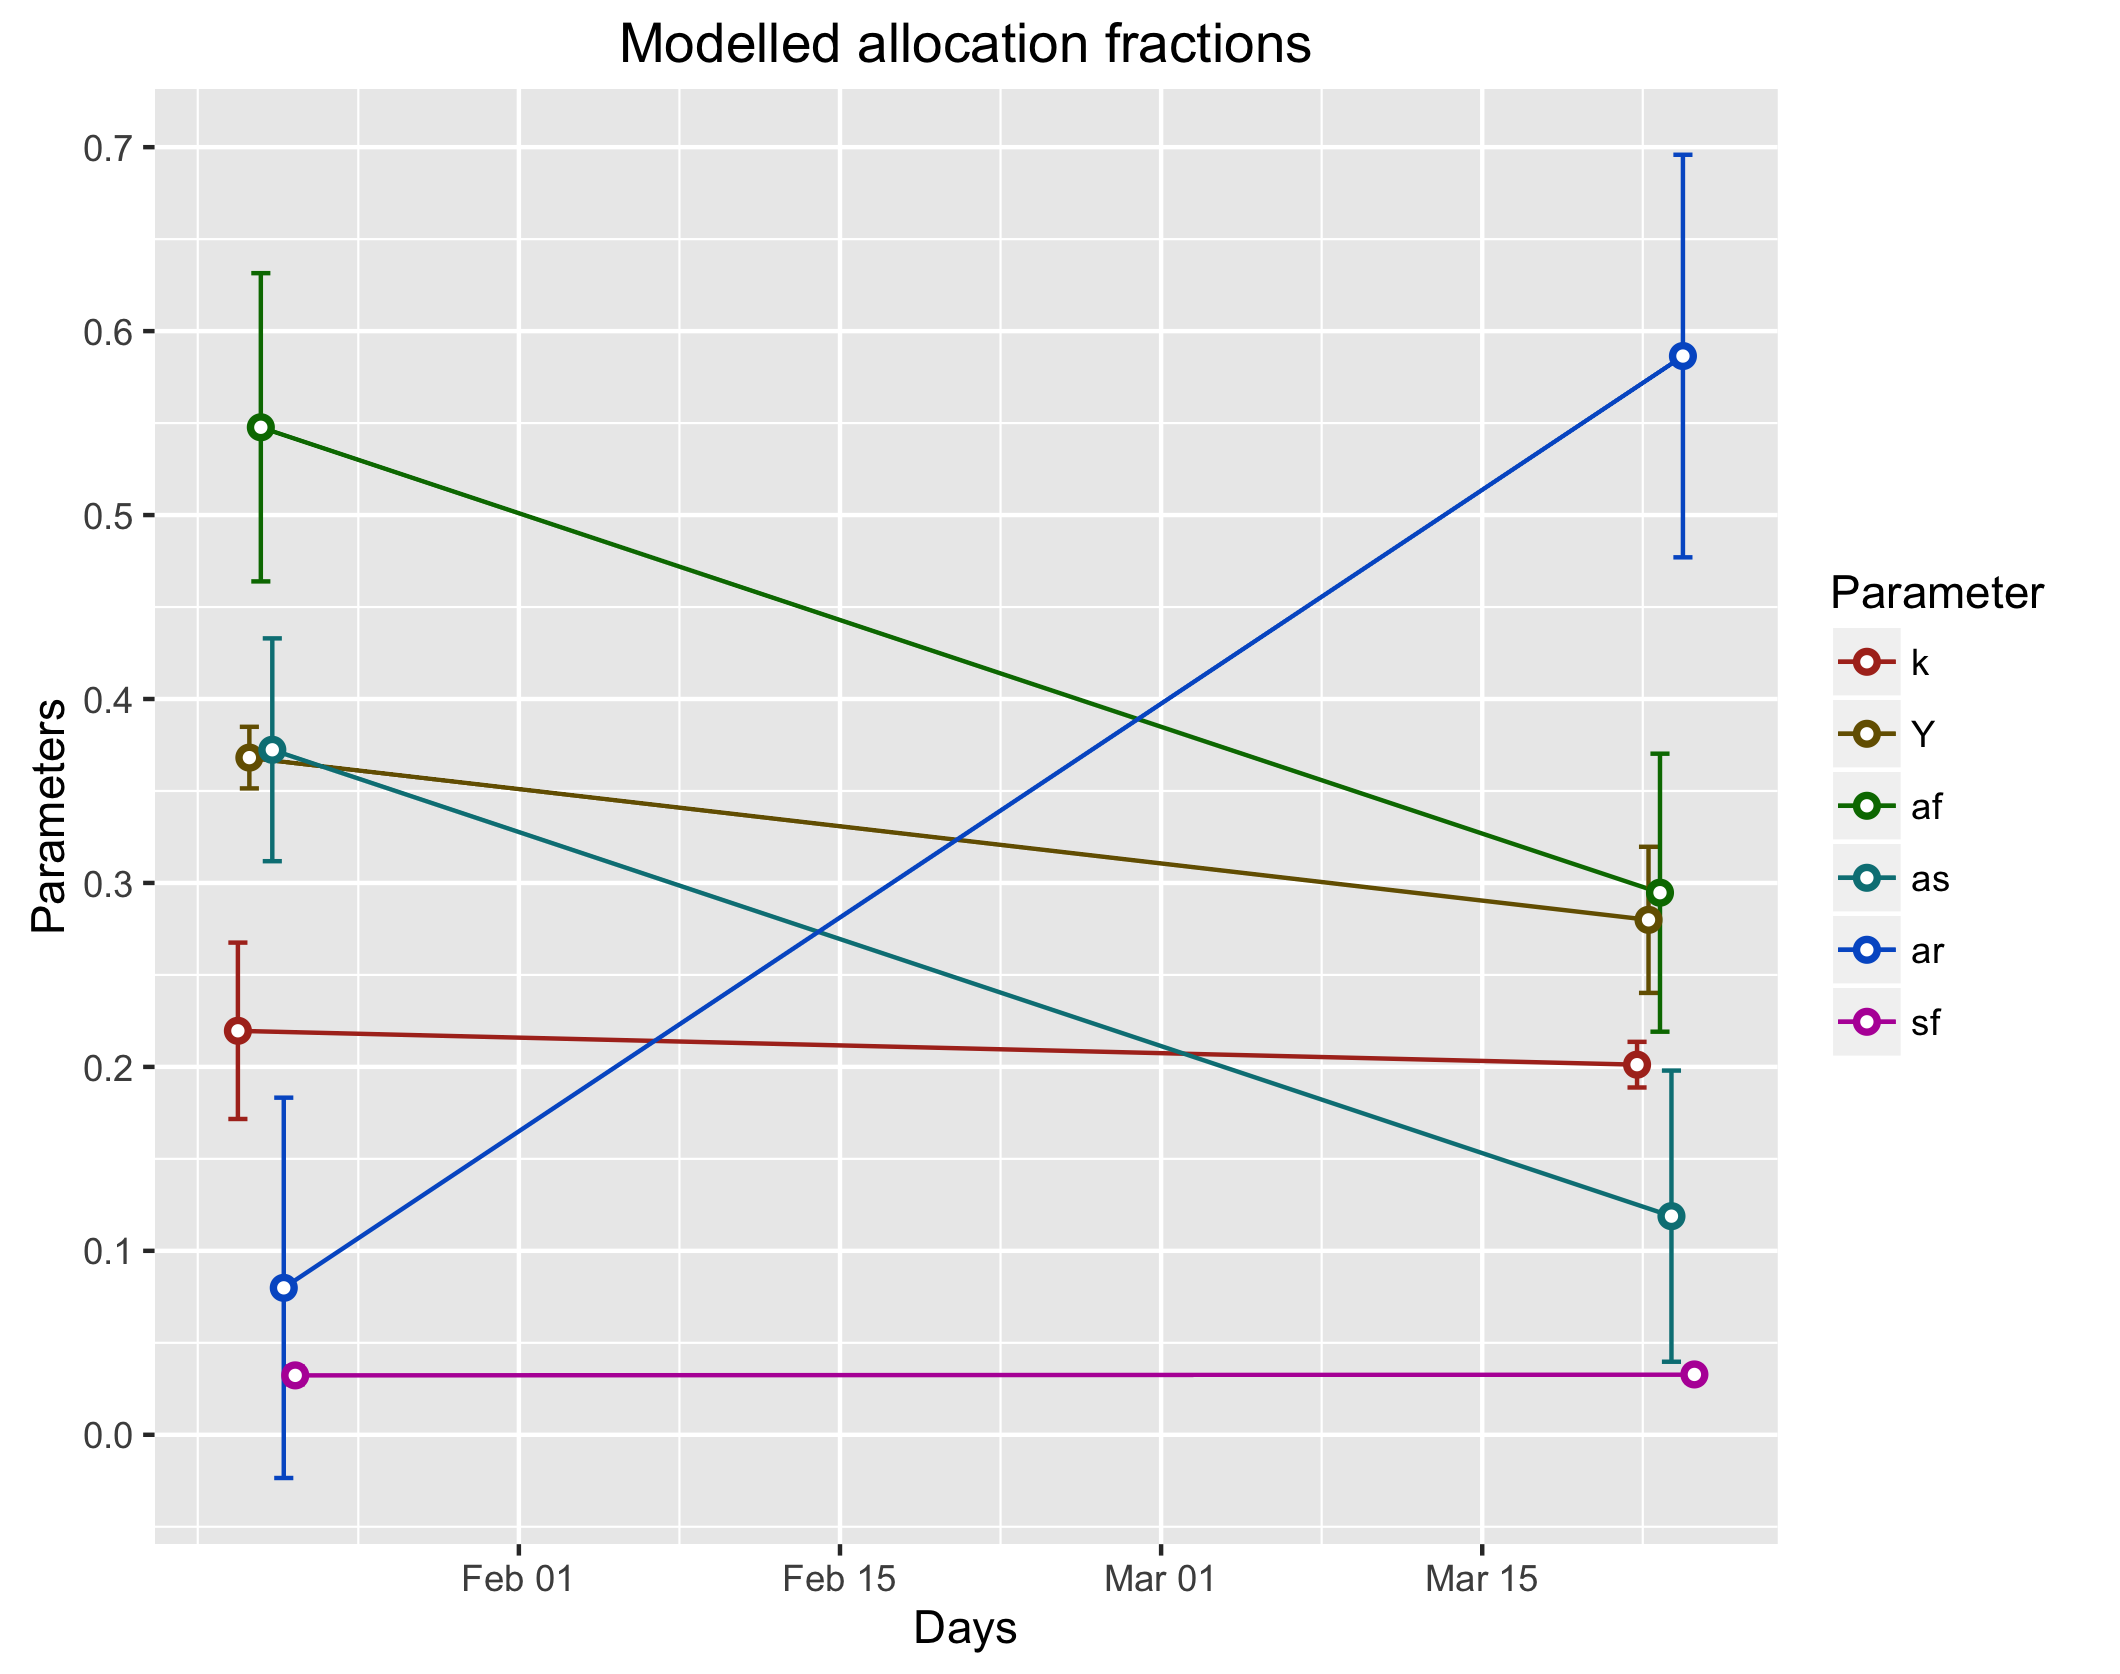 Modelled allocation fractions
0.7
0.6
0.5
0.4
0.3
0.2
0.1
0.0
Parameters
Feb 01
Feb 15
Mar 01
Mar 15
Days
Parameter
k
Y
af
as
ar
sf